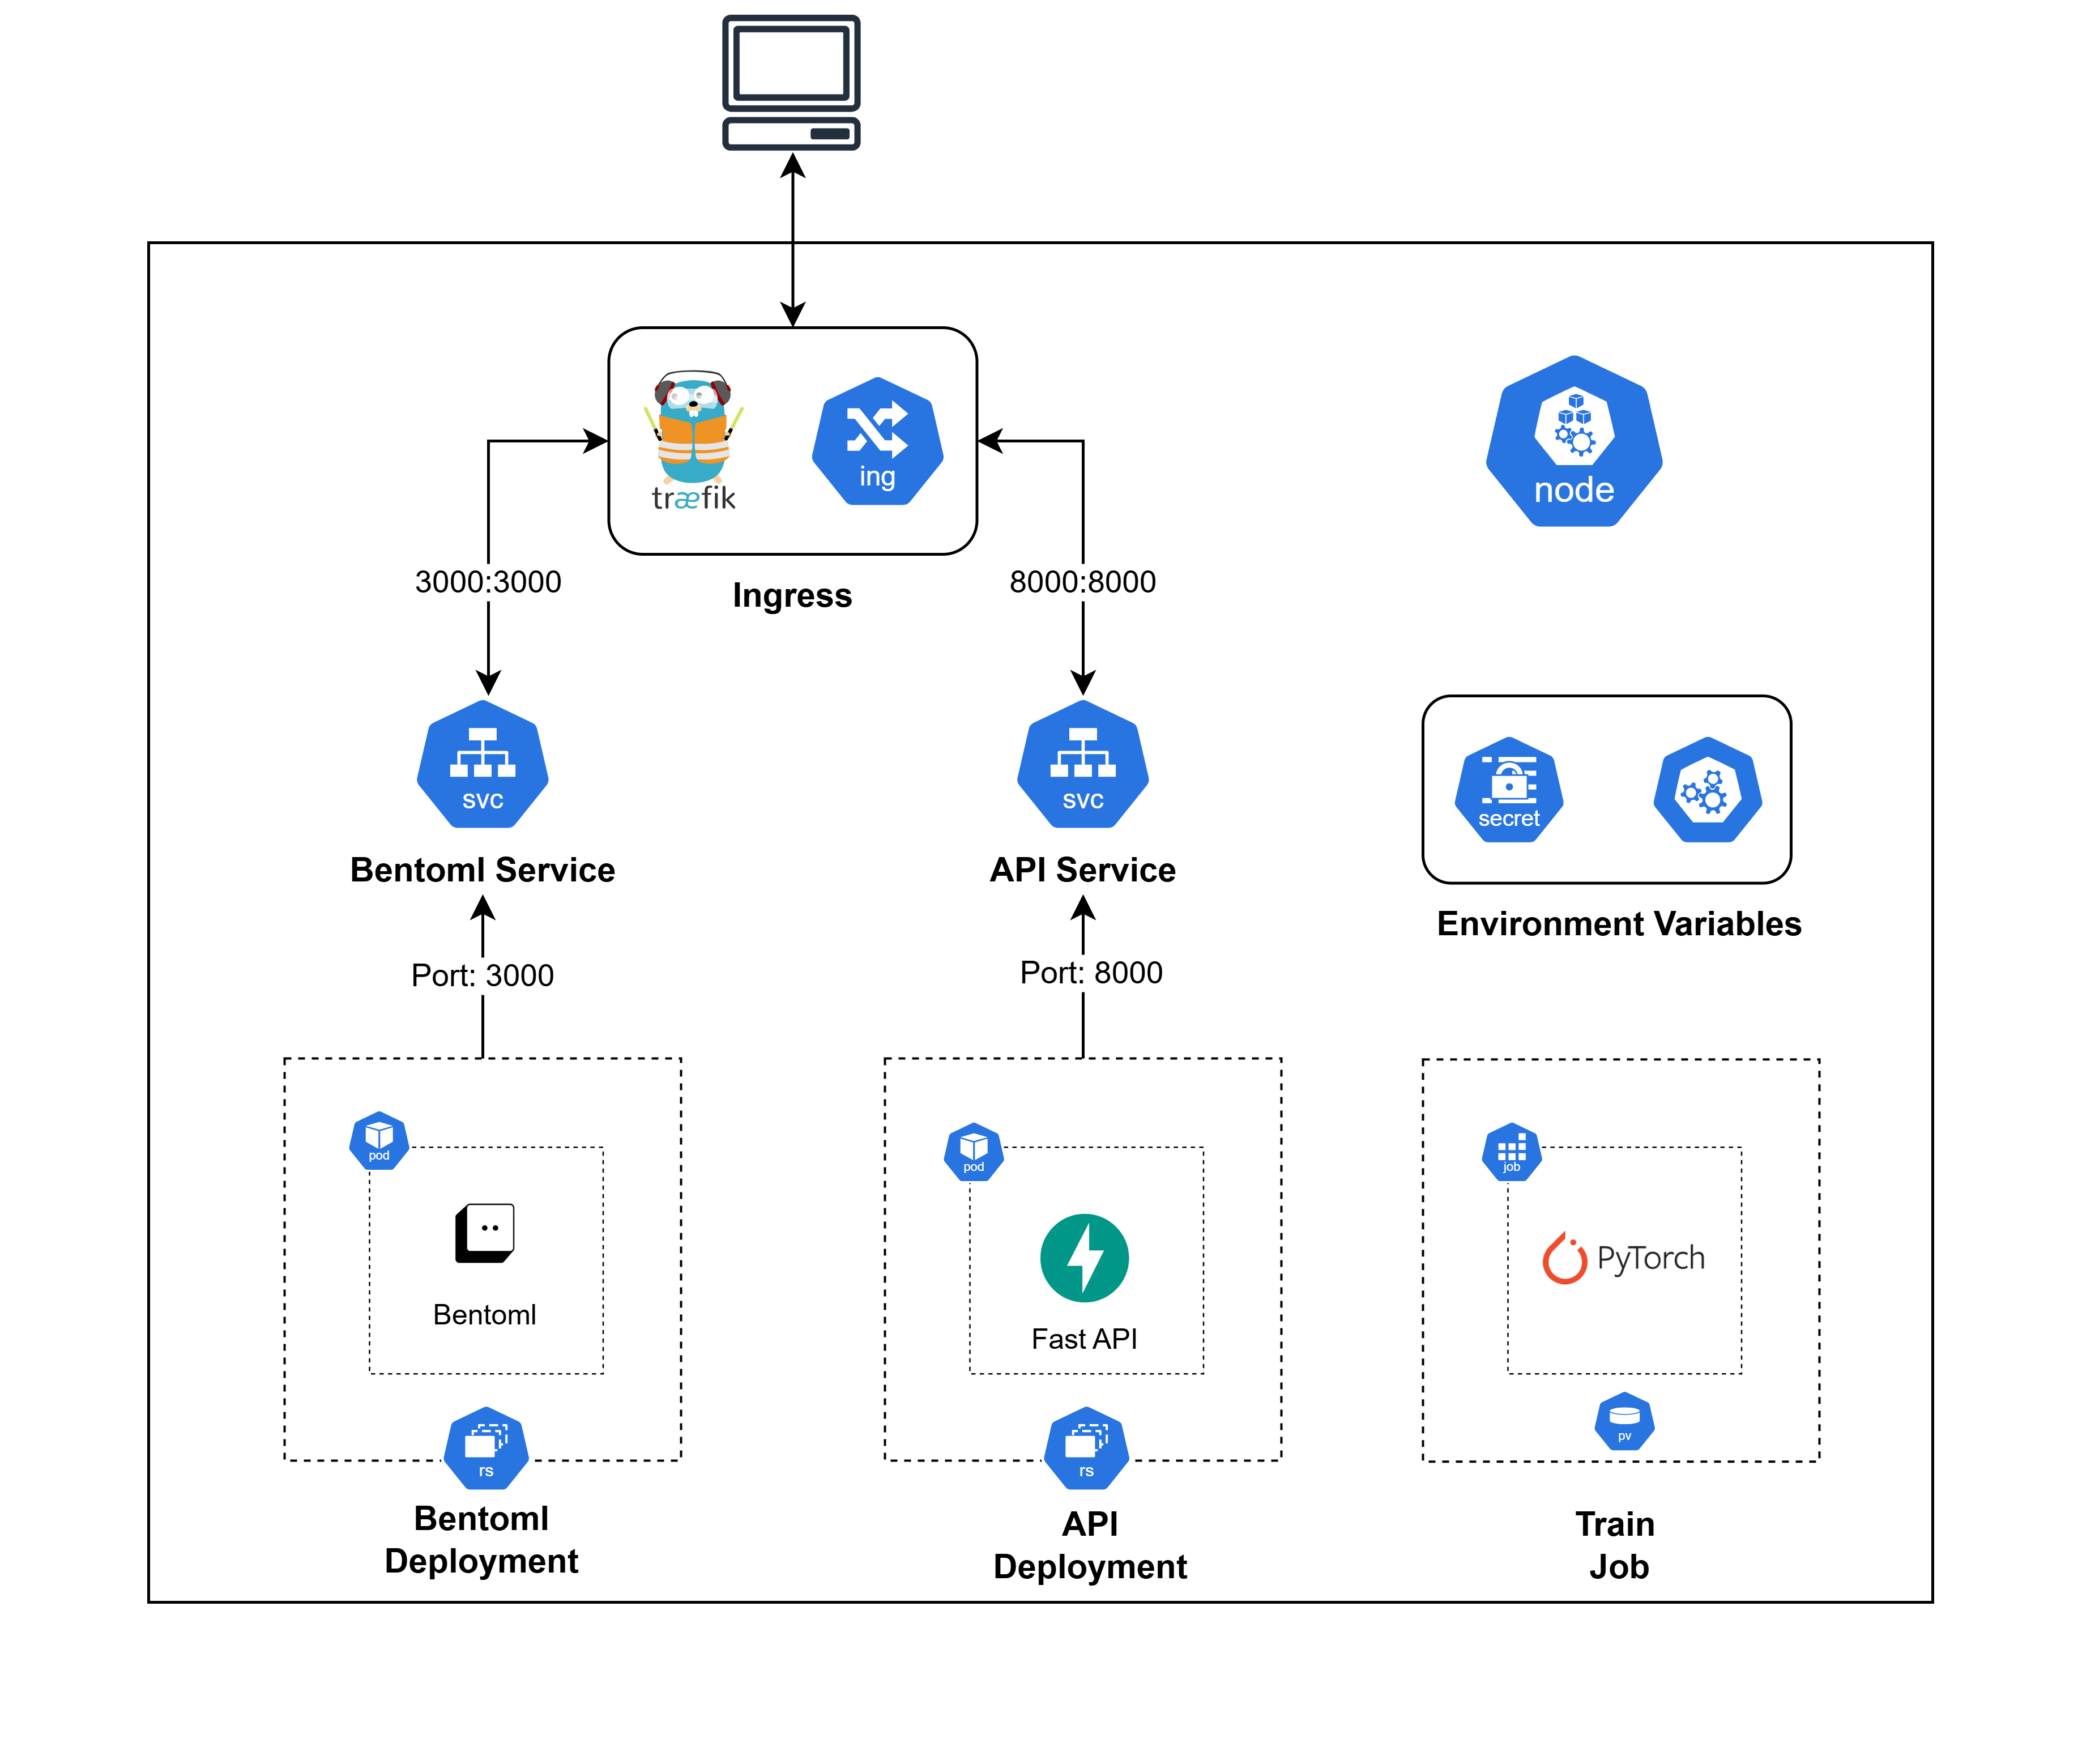 træfik
ing
node
3000:3000
Ingress
8000:8000
svc
svc
secret
Bentoml Service
API Service
Environment Variables
Port: 3000
Port: 8000
pod
pod
job
PyTorch
Bentoml
Fast API
pv
rs
rs
Bentoml
Deployment
API
Deployment
Train
Job